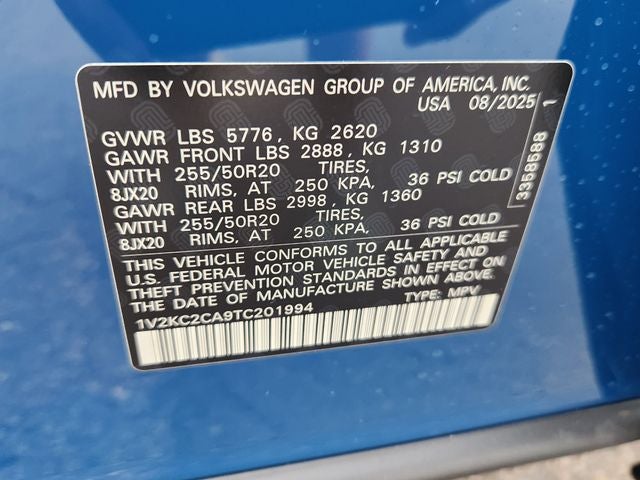 MFD BY VOLKSWAGEN GROUP OF AMERICA, INC.
USA 08/2025
GVWR LBS 5776, KG 2620
GAWR FRONT LBS 2888, KG 1310
WITH 255/50R20 TIRES,
8JX20 RIMS, AT 250 KPA, 36 PSI COLD
GAWR REAR LBS 2998, KG 1360
WITH 255/50R20 TIRES,
8JX20 RIMS, AT 250 KPA, 36 PSI COLD
THIS VEHICLE CONFORMS TO ALL APPLICABLE
U.S. FEDERAL MOTOR VEHICLE SAFETY AND
THEFT PREVENTION STANDARDS IN EFFECT ON
THE DATE OF MANUFACTURE SHOWN ABOVE.
1V2KC2CA9TC201994 TYPE: MPV
3358588 1